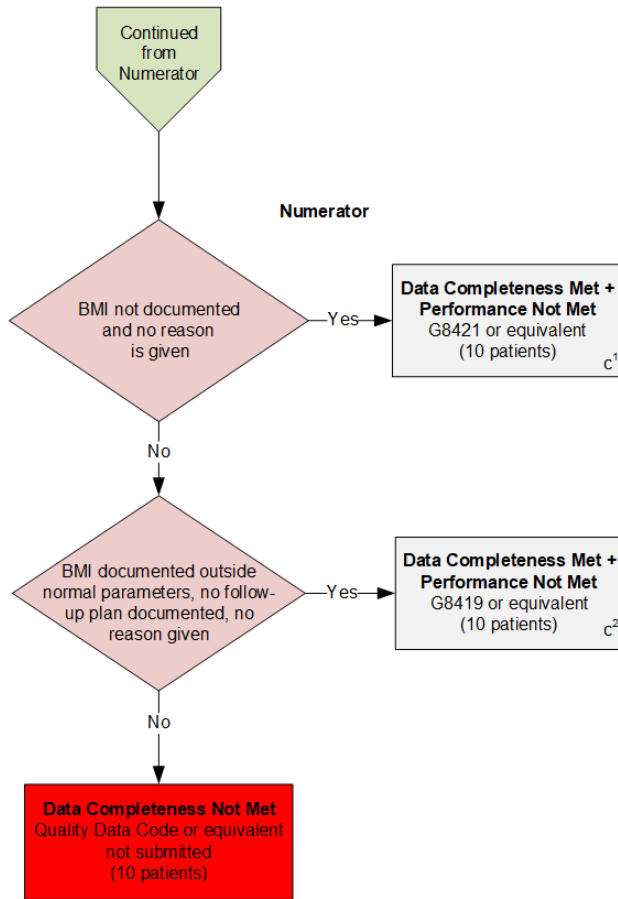 Continued
from
Numerator
Numerator
BMI not documented
and no reason
is given
Yes
Data Completeness Met +
Performance Not Met
G8421 or equivalent
(10 patients)
c¹
No
BMI documented outside
normal parameters, no follow-
up plan documented, no
reason given
Yes
Data Completeness Met +
Performance Not Met
G8419 or equivalent
(10 patients)
c²
No
Data Completeness Not Met
Quality Data Code or equivalent
not submitted
(10 patients)